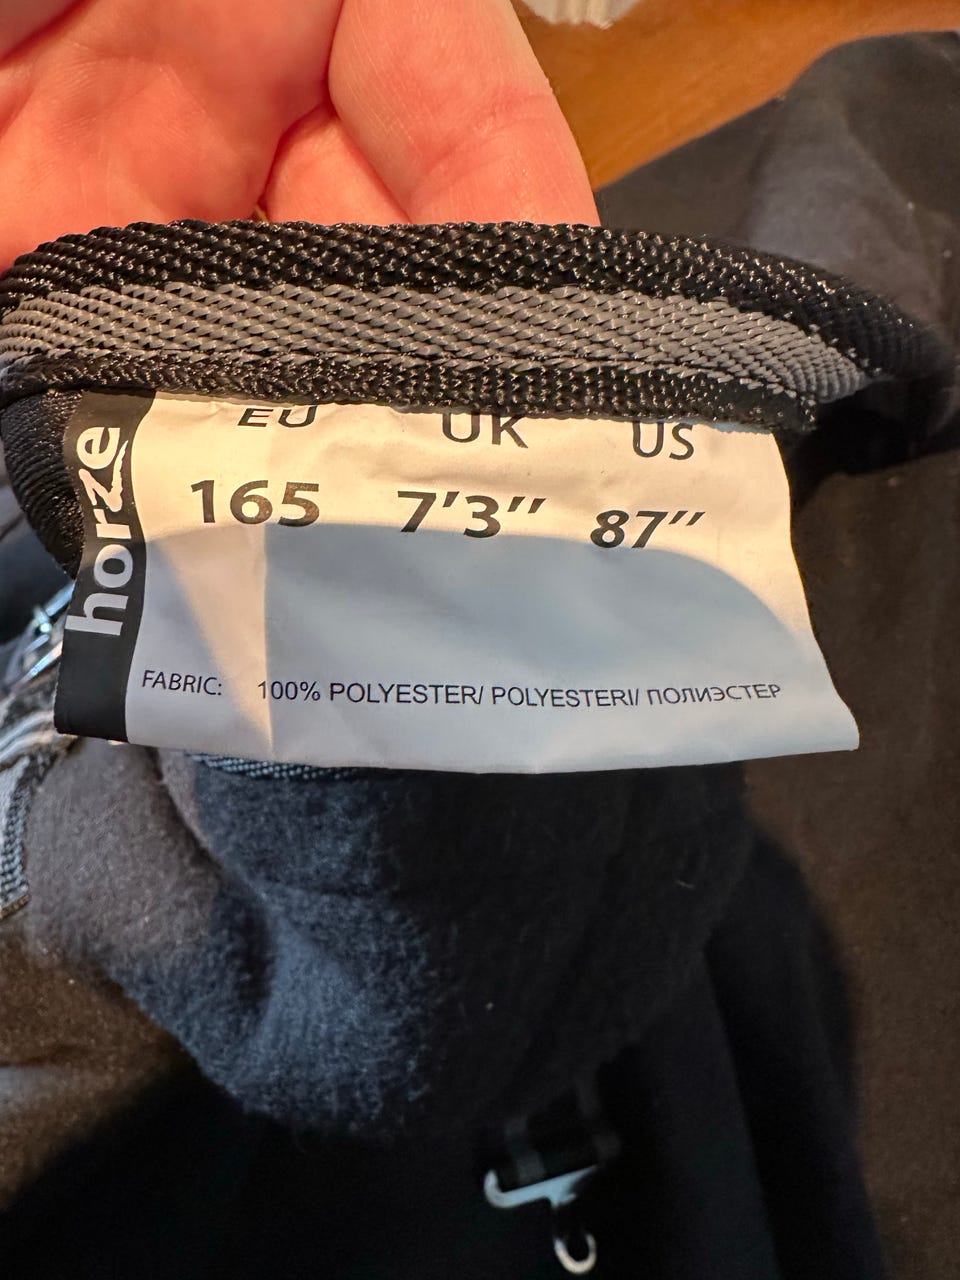 horze
EU UK US
165 7'3'' 87''
FABRIC: 100% POLYESTER/ POLYESTERI/ ПОЛИЭСТЕР